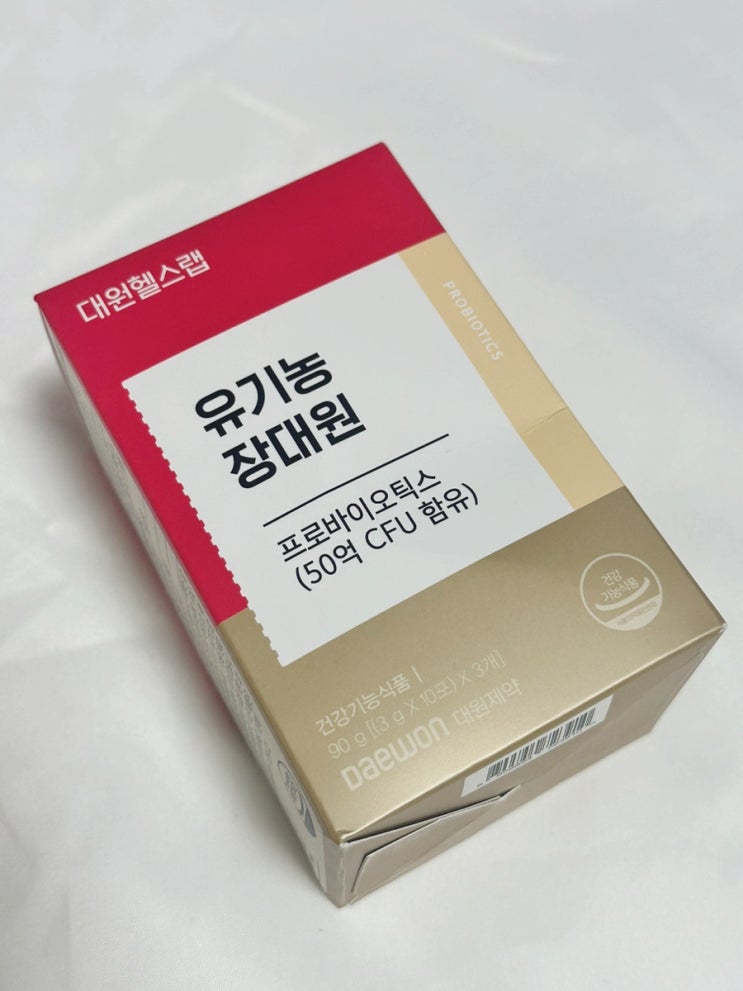 대원헬스랩
PROBIOTICS
유기농
장대원
프로바이오틱스
(50억 CFU 함유)
건강
기능식품
건강기능식품 |
90 g [(3 g X 10포) X 3개]
Daewon 대원제약